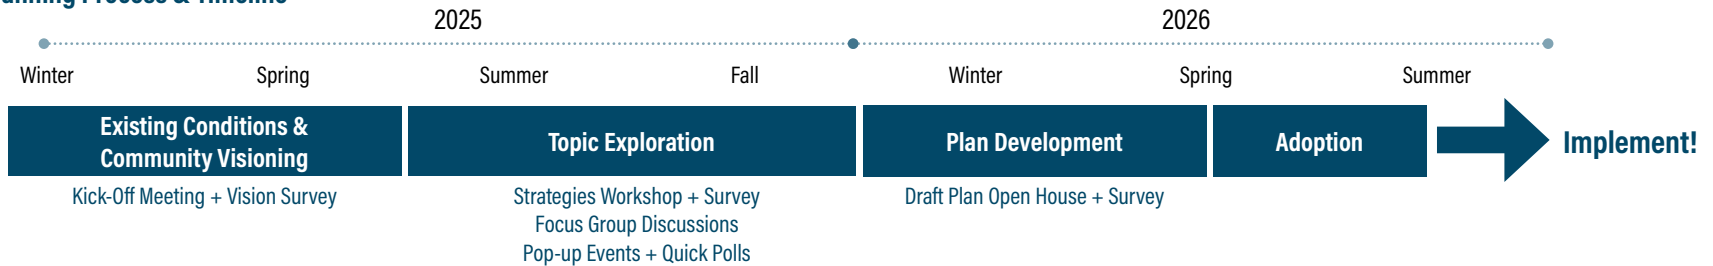 Process & Timeline
2025
2026
Winter
Spring
Summer
Fall
Winter
Spring
Summer
Existing Conditions &
Community Visioning
Topic Exploration
Plan Development
Adoption
Implement!
Kick-Off Meeting + Vision Survey
Strategies Workshop + Survey
Focus Group Discussions
Pop-up Events + Quick Polls
Draft Plan Open House + Survey